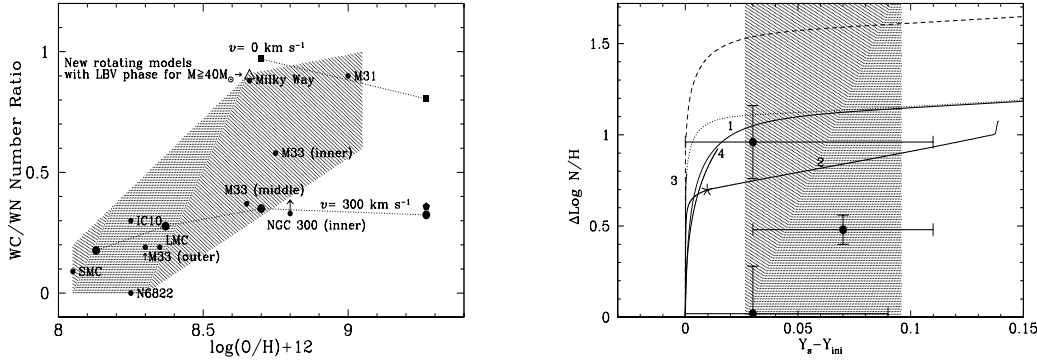 WC/WN Number Ratio
1
0.5
0
8
8.5
9
log(O/H)+12
υ= 0 km s⁻¹
New rotating models
with LBV phase for M≥40M⊙→
Milky Way
M31
M33 (inner)
M33 (middle)
υ= 300 km s⁻¹
NGC 300 (inner)
IC10
LMC
↑M33 (outer)
SMC
N6822
ΔLog N/H
1.5
1
0.5
0
0
0.05
0.1
0.15
Ys−Yini
1
4
2
3